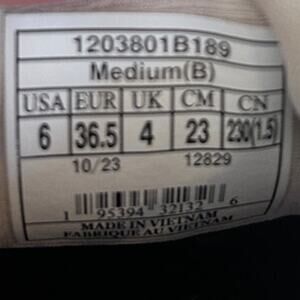 1203801B189
Medium(B)
USA EUR UK CM CN
6 36.5 4 23 230(1.5)
10/23 12829
1 95394 32132 6
MADE IN VIETNAM
FABRIQUE AU VIETNAM